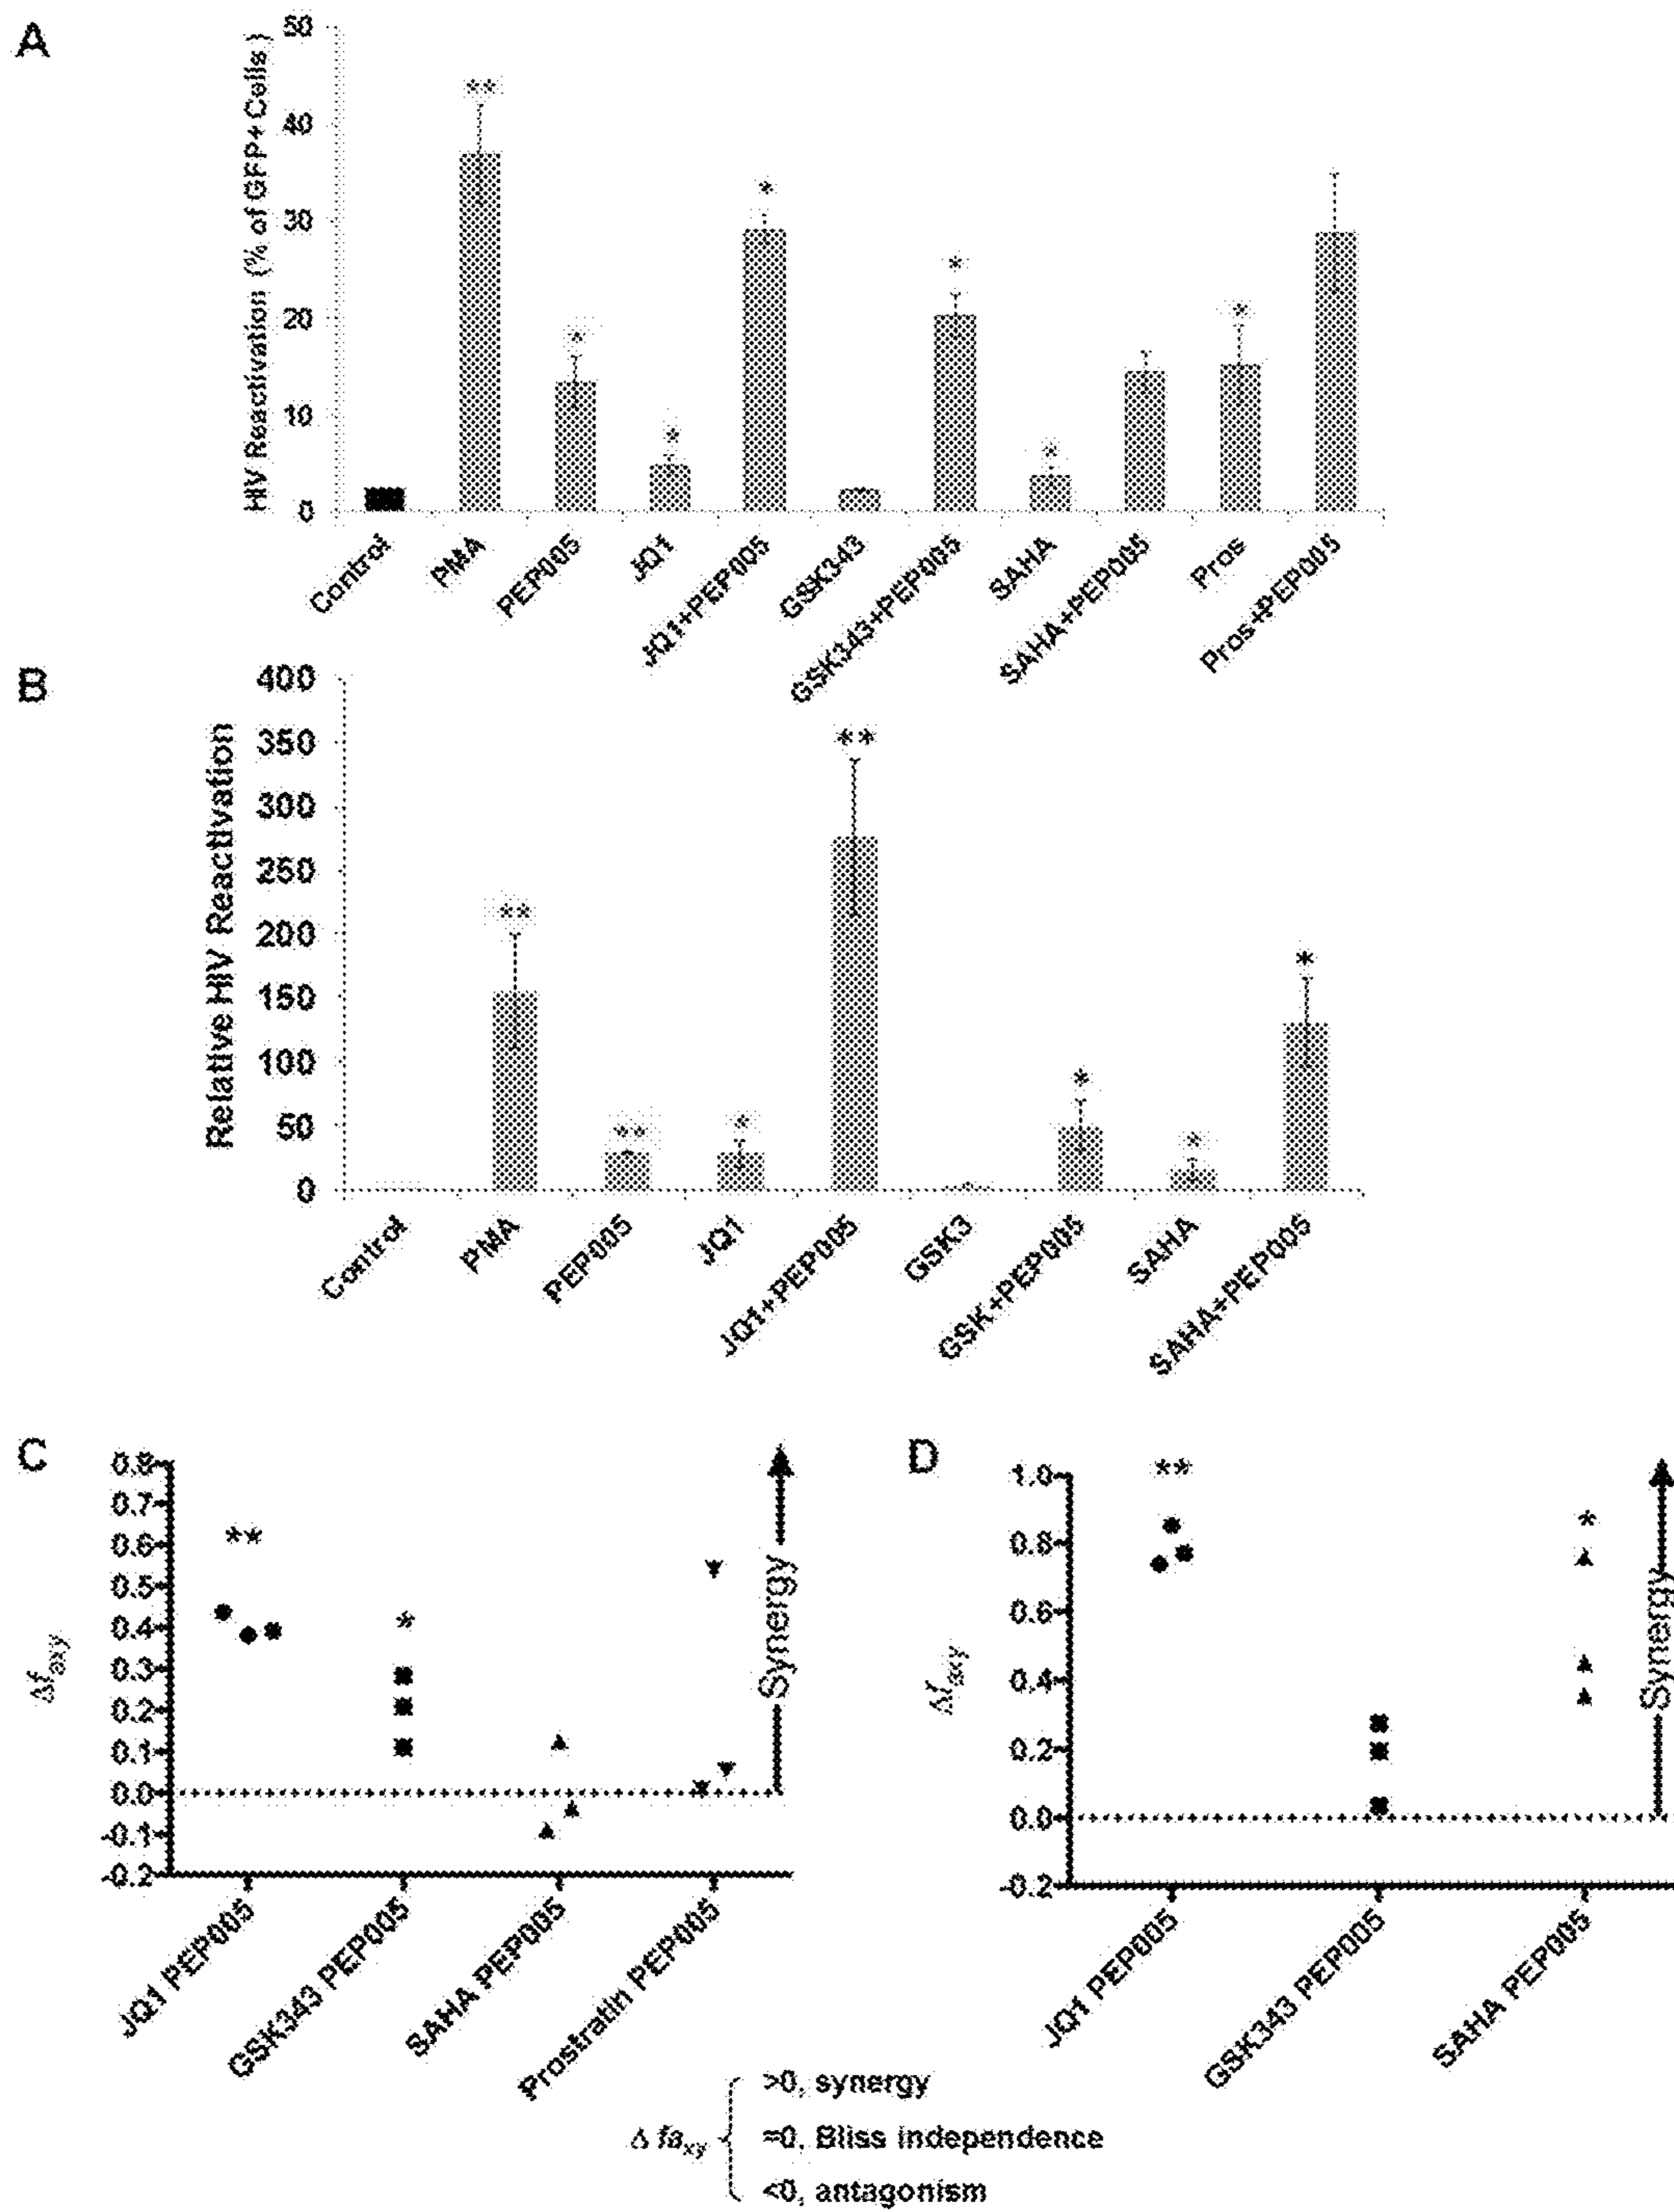 A
HIV Reactivation (% of GFP+ Cells)
50
40
30
20
10
0
**
*
*
*
*
*
*
Control
PMA
PEP005
JQ1
JQ1+PEP005
GSK343
GSK343+PEP005
SAHA
SAHA+PEP005
Pros
Pros+PEP005
B
Relative HIV Reactivation
400
350
300
250
200
150
100
50
0
**
**
*
**
*
*
*
Control
PMA
PEP005
JQ1
JQ1+PEP005
GSK3
GSK+PEP005
SAHA
SAHA+PEP005
C
Δfaxy
0.8
0.7
0.6
0.5
0.4
0.3
0.2
0.1
0.0
-0.1
-0.2
**
*
Synergy
JQ1 PEP005
GSK343 PEP005
SAHA PEP005
Prostratin PEP005
D
Δfaxy
1.0
0.8
0.6
0.4
0.2
0.0
-0.2
**
*
Synergy
JQ1 PEP005
GSK343 PEP005
SAHA PEP005
>0, synergy
Δ faxy
=0, Bliss independence
<0, antagonism